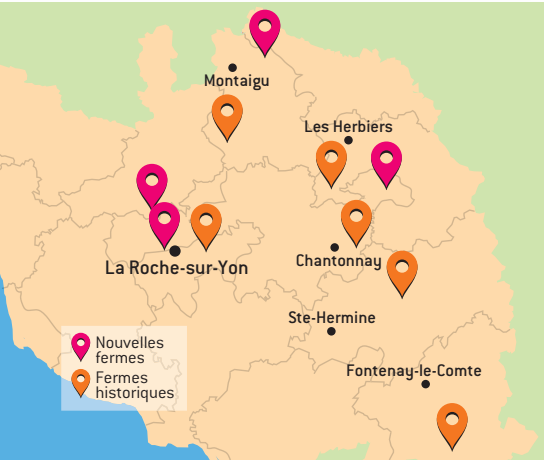 Montaigu
Les Herbiers
La Roche-sur-Yon
Chantonnay
Ste-Hermine
Nouvelles
fermes
Fontenay-le-Comte
Fermes
historiques